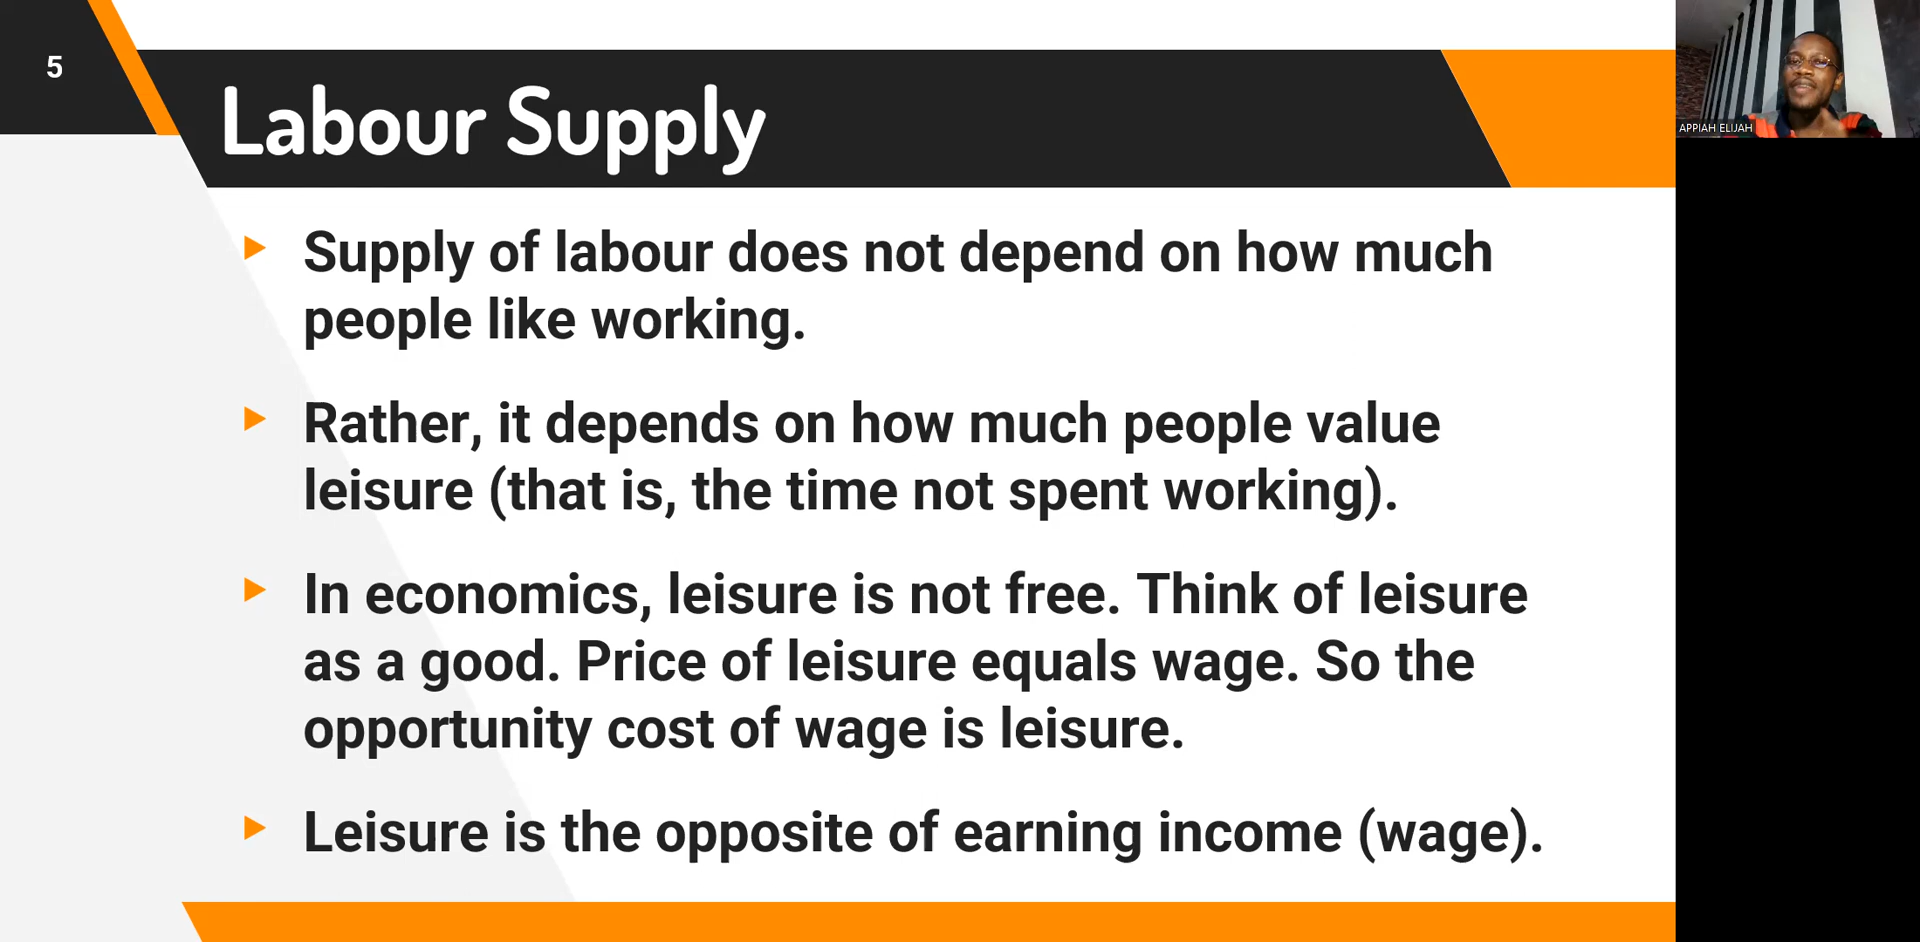 5
Labour Supply
Supply of labour does not depend on how much
people like working.
Rather, it depends on how much people value
leisure (that is, the time not spent working).
In economics, leisure is not free. Think of leisure
as a good. Price of leisure equals wage. So the
opportunity cost of wage is leisure.
Leisure is the opposite of earning income (wage).
APPIAH ELIJAH